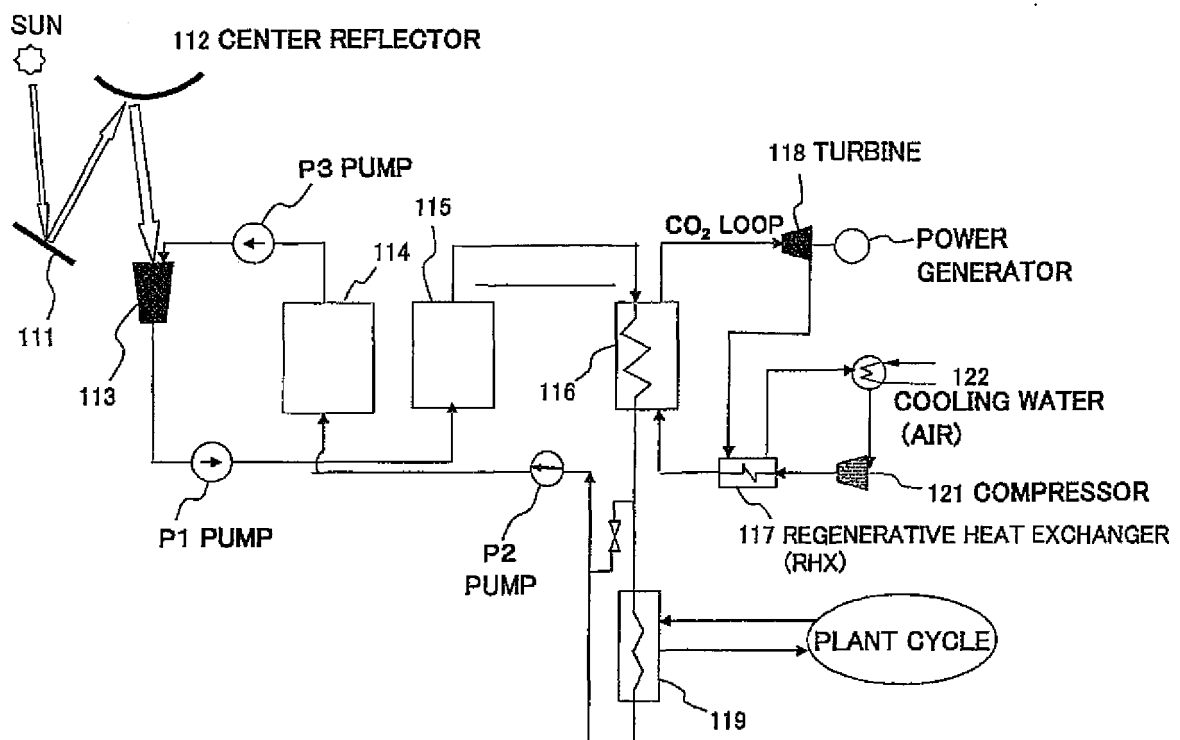 SUN
112 CENTER REFLECTOR
P3 PUMP
118 TURBINE
115
CO₂ LOOP
114
POWER
GENERATOR
111
113
116
122
COOLING WATER
(AIR)
121 COMPRESSOR
P1 PUMP
P2
PUMP
117 REGENERATIVE HEAT EXCHANGER
(RHX)
PLANT CYCLE
119